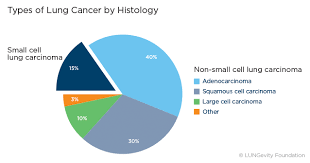 Types of Lung Cancer by Histology
Small cell
lung carcinoma
15%
40%
3%
10%
30%
Non-small cell lung carcinoma
Adenocarcinoma
Squamous cell carcinoma
Large cell carcinoma
Other
© LUNGevity Foundation